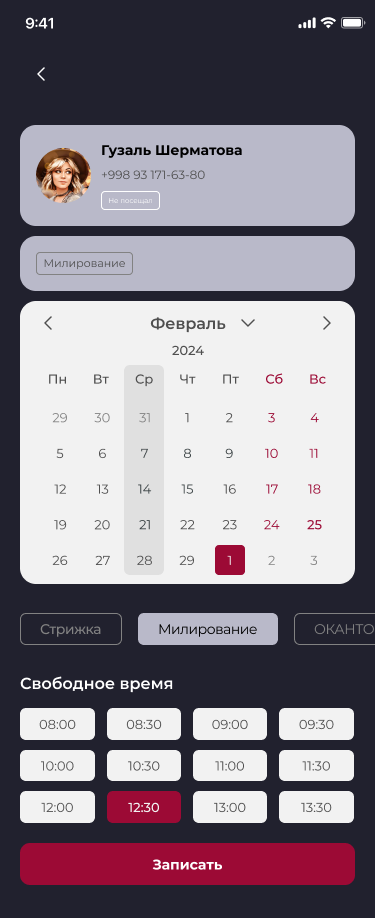 9:41
Гузаль Шерматова
+998 93 171-63-80
Не посещал
Милирование
Февраль
2024
Пн Вт Ср Чт Пт Сб Вс
29 30 31 1 2 3 4
5 6 7 8 9 10 11
12 13 14 15 16 17 18
19 20 21 22 23 24 25
26 27 28 29 1 2 3
Стрижка Милирование ОКАНТО
Свободное время
08:00 08:30 09:00 09:30
10:00 10:30 11:00 11:30
12:00 12:30 13:00 13:30
Записать